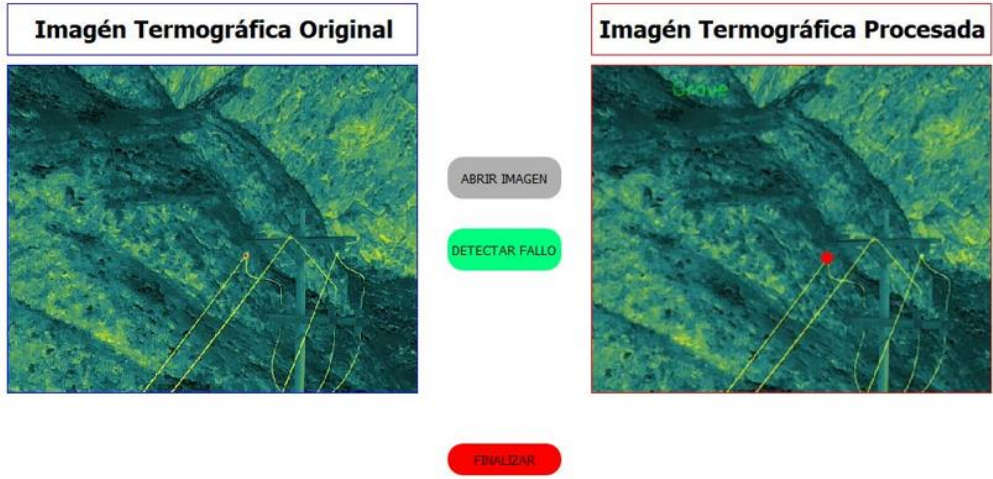 Imagén Termográfica Original
Imagén Termográfica Procesada
Grave
ABRIR IMAGEN
DETECTAR FALLO
FINALIZAR